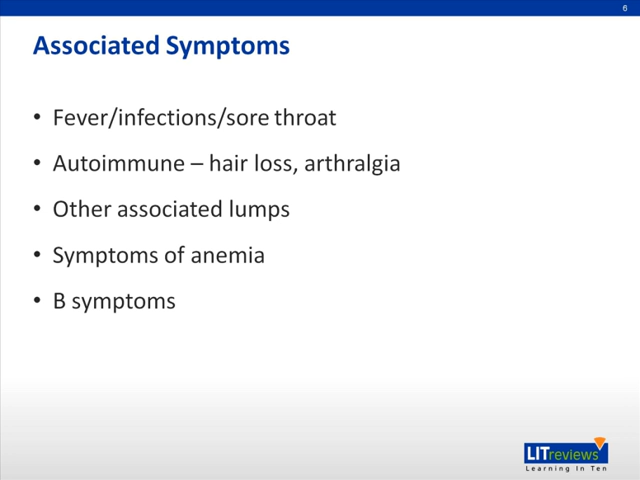 6
Associated Symptoms
• Fever/infections/sore throat
• Autoimmune – hair loss, arthralgia
• Other associated lumps
• Symptoms of anemia
• B symptoms
LITreviews
Learning In Ten